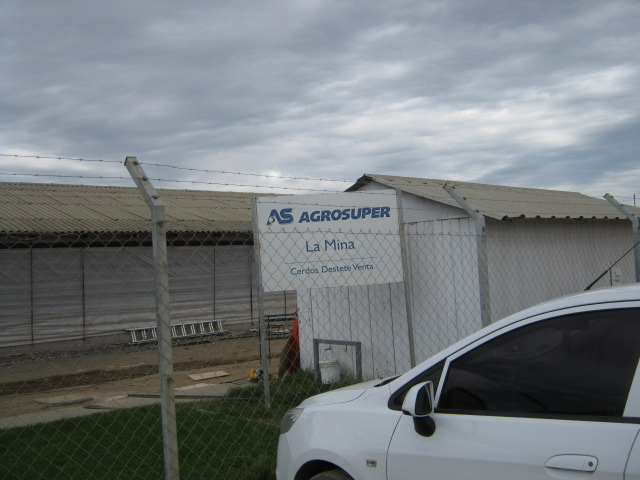 AS AGROSUPER
La Mina
Cerdos Destete Venta